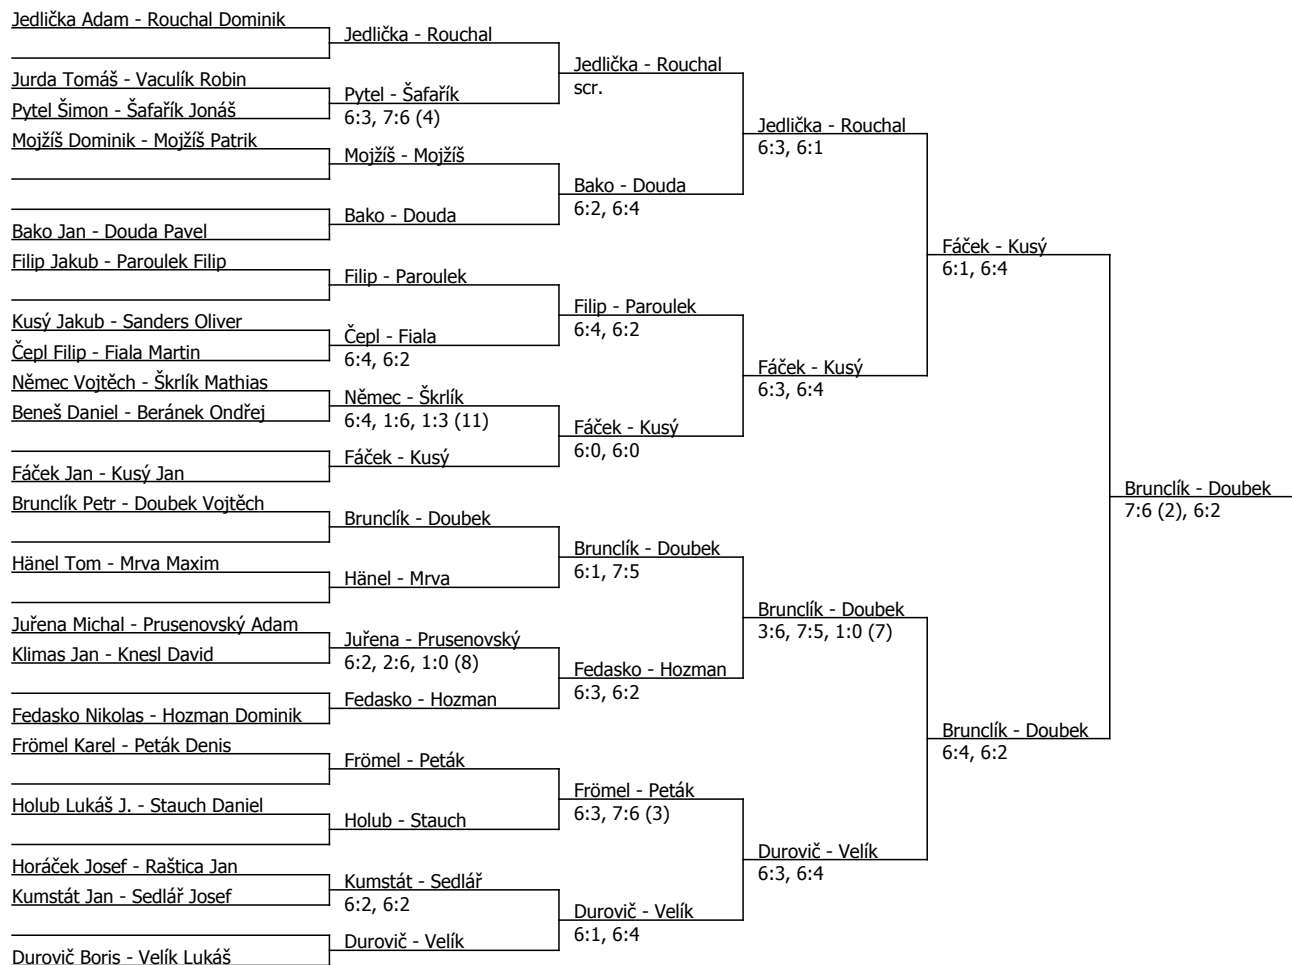 Jedlička Adam - Rouchal Dominik
Jurda Tomáš - Vaculík Robin
Pytel Šimon - Šafařík Jonáš
Mojžíš Dominik - Mojžíš Patrik
Bako Jan - Douda Pavel
Filip Jakub - Paroulek Filip
Kusý Jakub - Sanders Oliver
Čepl Filip - Fiala Martin
Němec Vojtěch - Škrlík Mathias
Beneš Daniel - Beránek Ondřej
Fáček Jan - Kusý Jan
Brunclík Petr - Doubek Vojtěch
Hänel Tom - Mrva Maxim
Juřena Michal - Prusenovský Adam
Klimas Jan - Knesl David
Fedasko Nikolas - Hozman Dominik
Frömel Karel - Peták Denis
Holub Lukáš J. - Stauch Daniel
Horáček Josef - Raštica Jan
Kumstát Jan - Sedlář Josef
Durovič Boris - Velík Lukáš
Jedlička - Rouchal
Pytel - Šafařík
6:3, 7:6 (4)
Mojžíš - Mojžíš
Bako - Douda
Filip - Paroulek
Čepl - Fiala
6:4, 6:2
Němec - Škrlík
6:4, 1:6, 1:3 (11)
Fáček - Kusý
Brunclík - Doubek
Hänel - Mrva
Juřena - Prusenovský
6:2, 2:6, 1:0 (8)
Fedasko - Hozman
Frömel - Peták
Holub - Stauch
Kumstát - Sedlář
6:2, 6:2
Durovič - Velík
Jedlička - Rouchal
scr.
Bako - Douda
6:2, 6:4
Filip - Paroulek
6:4, 6:2
Fáček - Kusý
6:0, 6:0
Brunclík - Doubek
6:1, 7:5
Fedasko - Hozman
6:3, 6:2
Frömel - Peták
6:3, 7:6 (3)
Durovič - Velík
6:1, 6:4
Jedlička - Rouchal
6:3, 6:1
Fáček - Kusý
6:3, 6:4
Brunclík - Doubek
3:6, 7:5, 1:0 (7)
Durovič - Velík
6:3, 6:4
Fáček - Kusý
6:1, 6:4
Brunclík - Doubek
6:4, 6:2
Brunclík - Doubek
7:6 (2), 6:2